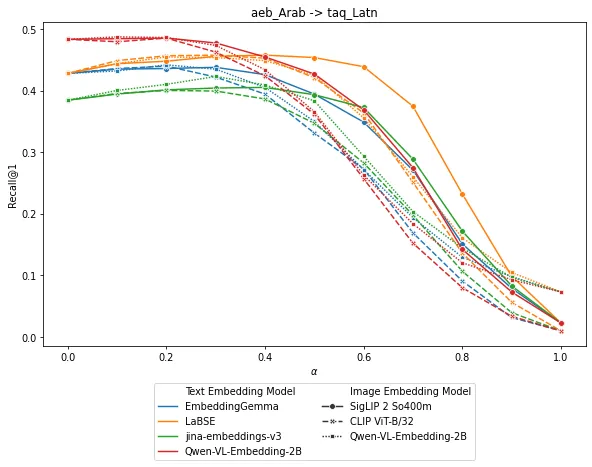 aeb_Arab -> taq_Latn
Recall@1
0.5
0.4
0.3
0.2
0.1
0.0
0.0 0.2 0.4 0.6 0.8 1.0
α
Text Embedding Model
EmbeddingGemma
LaBSE
jina-embeddings-v3
Qwen-VL-Embedding-2B
Image Embedding Model
SigLIP 2 So400m
CLIP ViT-B/32
Qwen-VL-Embedding-2B